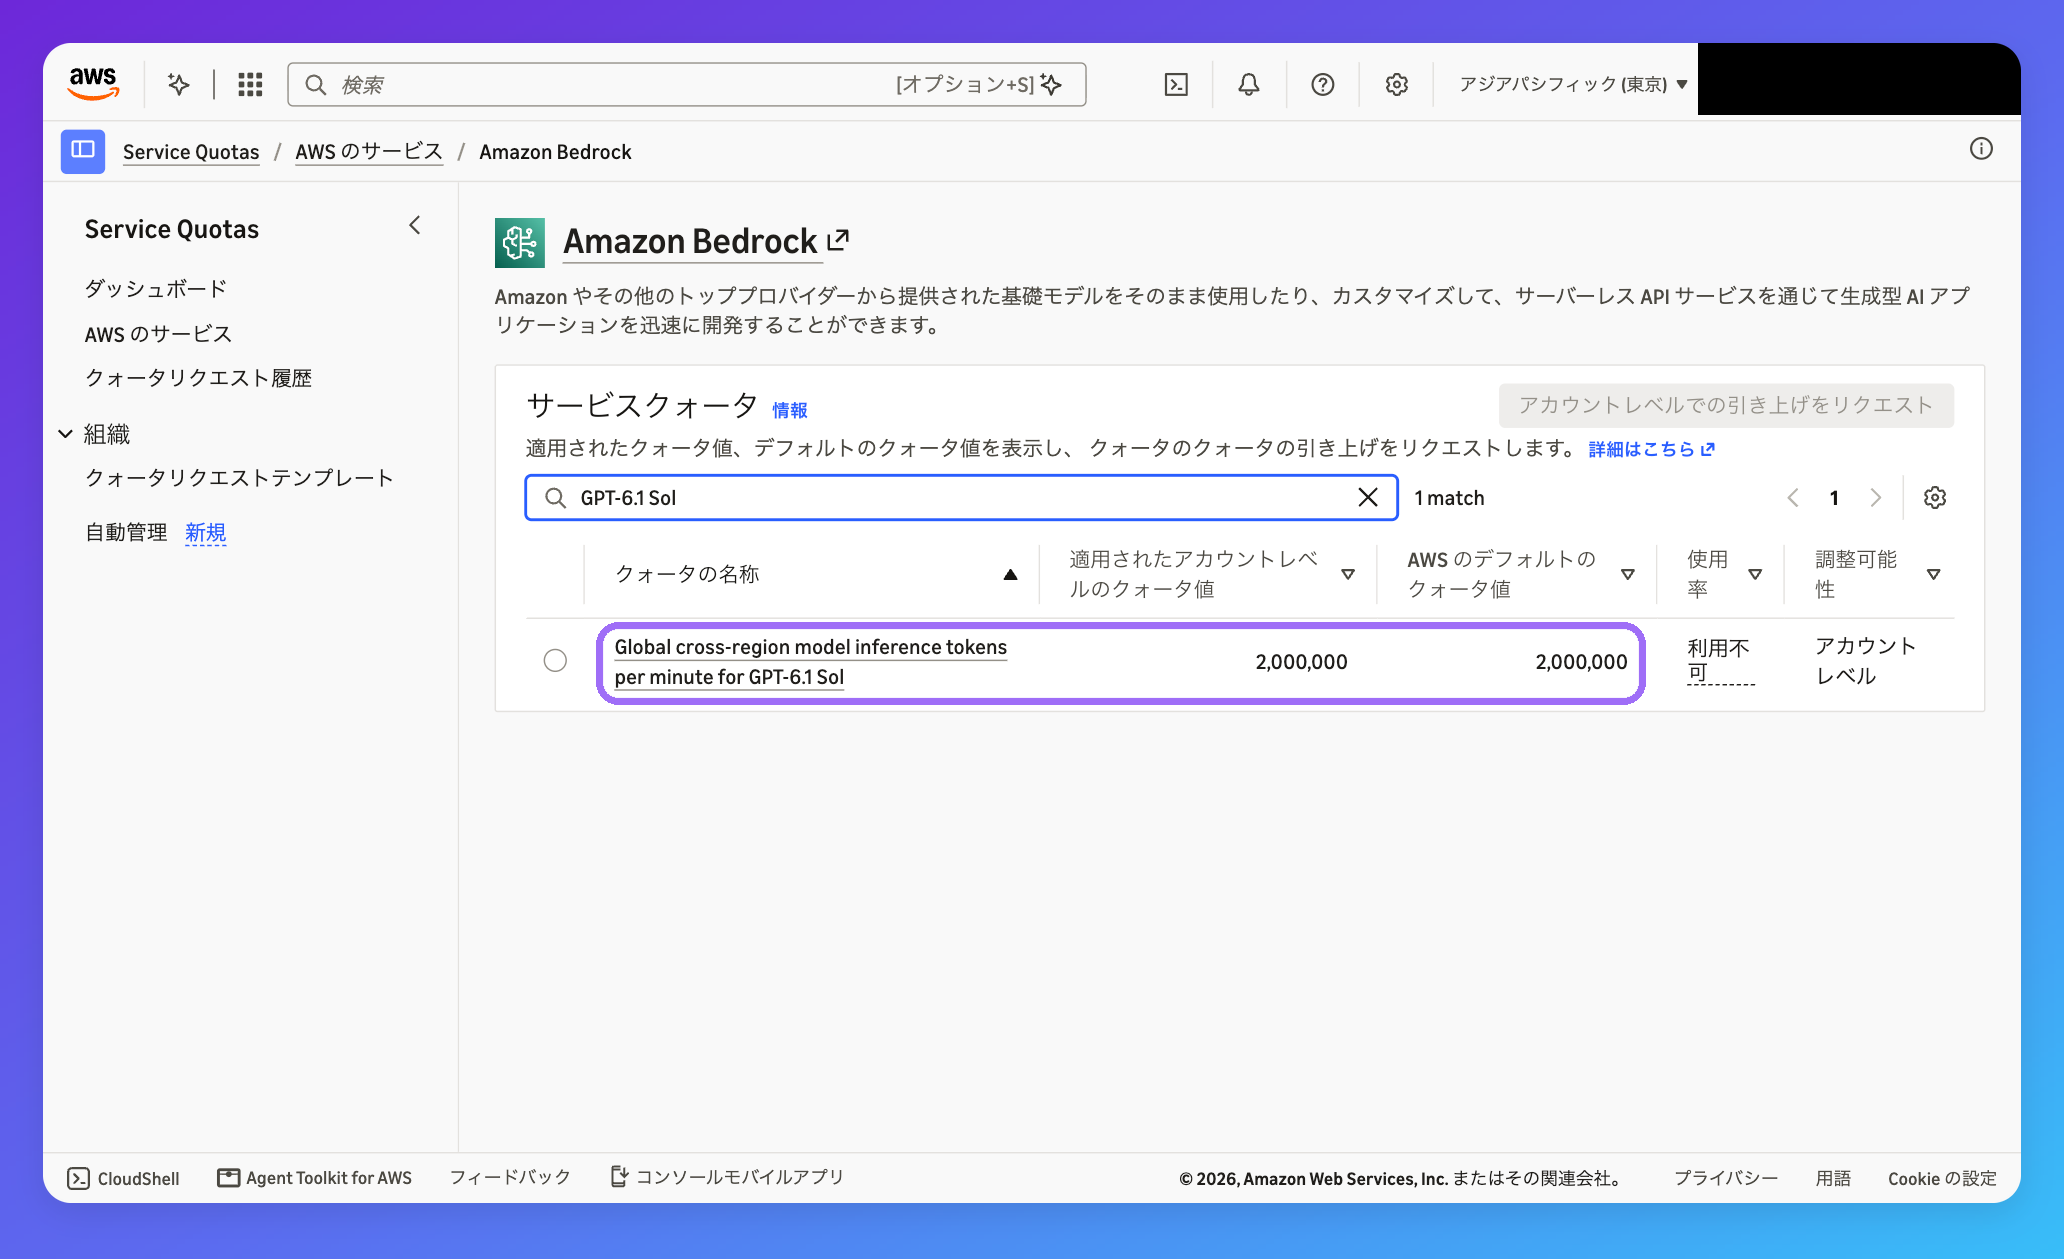 aws
検索
[オプション+S]
アジアパシフィック (東京) ▼
Service Quotas / AWS のサービス / Amazon Bedrock
Service Quotas
ダッシュボード
AWS のサービス
クォータリクエスト履歴
組織
クォータリクエストテンプレート
自動管理 新規
Amazon Bedrock
Amazon やその他のトッププロバイダーから提供された基礎モデルをそのまま使用したり、カスタマイズして、サーバーレス API サービスを通じて生成型 AI アプ
リケーションを迅速に開発することができます。
サービスクォータ 情報
アカウントレベルでの引き上げをリクエスト
適用されたクォータ値、デフォルトのクォータ値を表示し、 クォータのクォータの引き上げをリクエストします。 詳細はこちら
GPT-6.1 Sol
1 match
1
クォータの名称
適用されたアカウントレベ
ルのクォータ値
AWS のデフォルトの
クォータ値
使用
率
調整可能
性
Global cross-region model inference tokens
per minute for GPT-6.1 Sol
2,000,000
2,000,000
利用不
可
アカウント
レベル
CloudShell
Agent Toolkit for AWS
フィードバック
コンソールモバイルアプリ
© 2026, Amazon Web Services, Inc. またはその関連会社。
プライバシー
用語
Cookie の設定